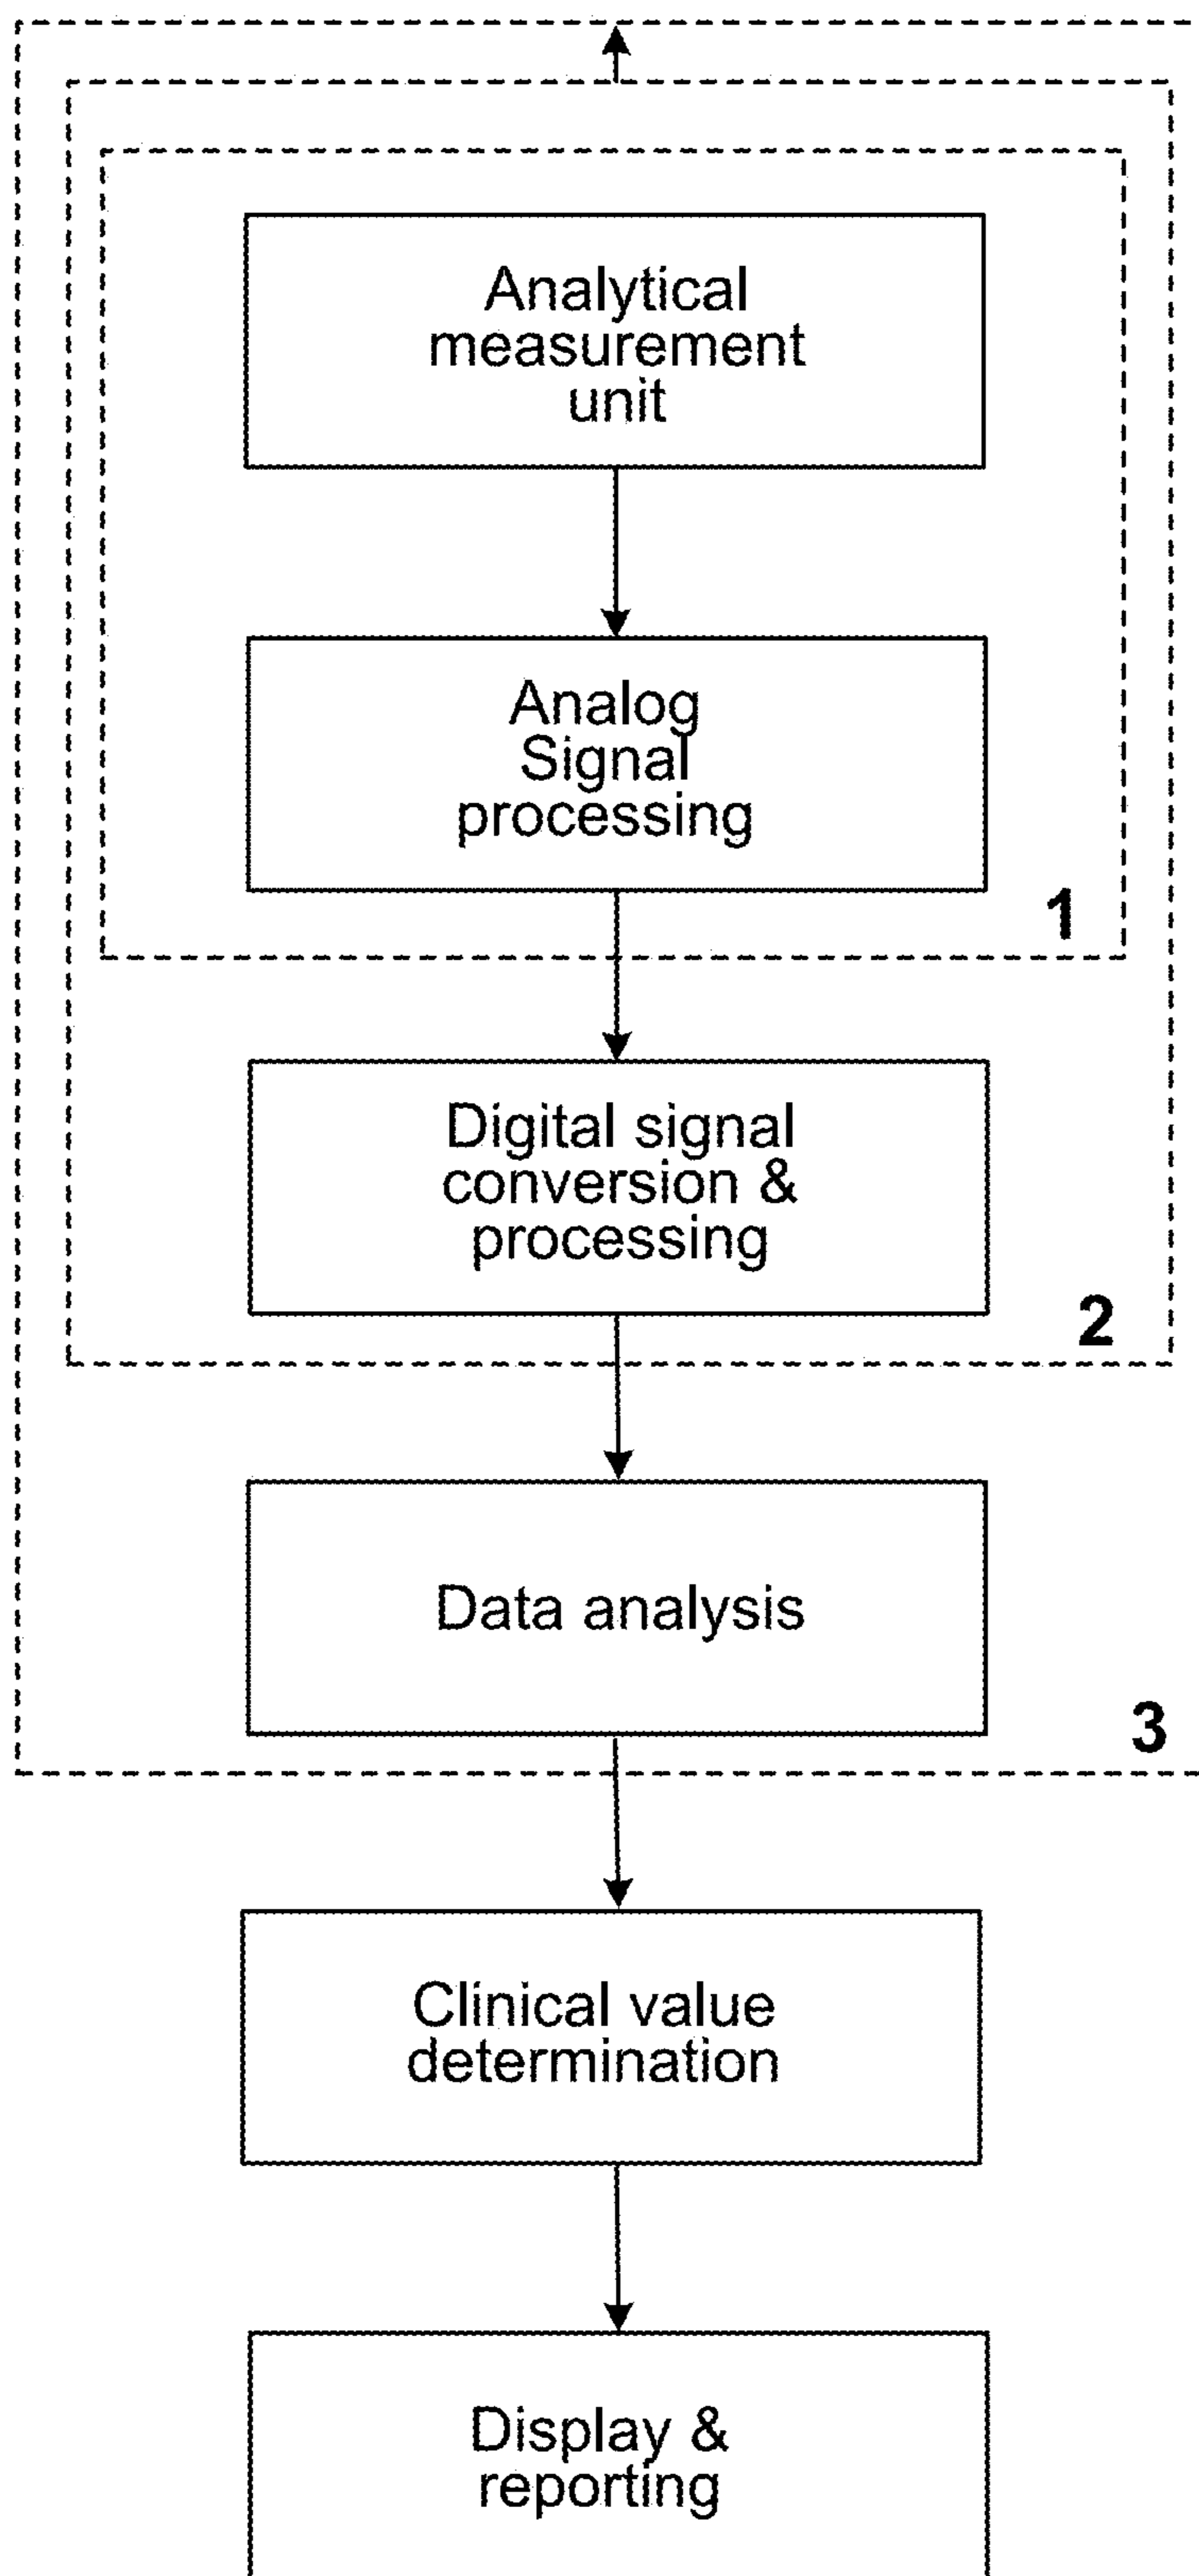 Analytical
measurement
unit
Analog
Signal
processing
1
Digital signal
conversion &
processing
2
Data analysis
3
Clinical value
determination
Display &
reporting